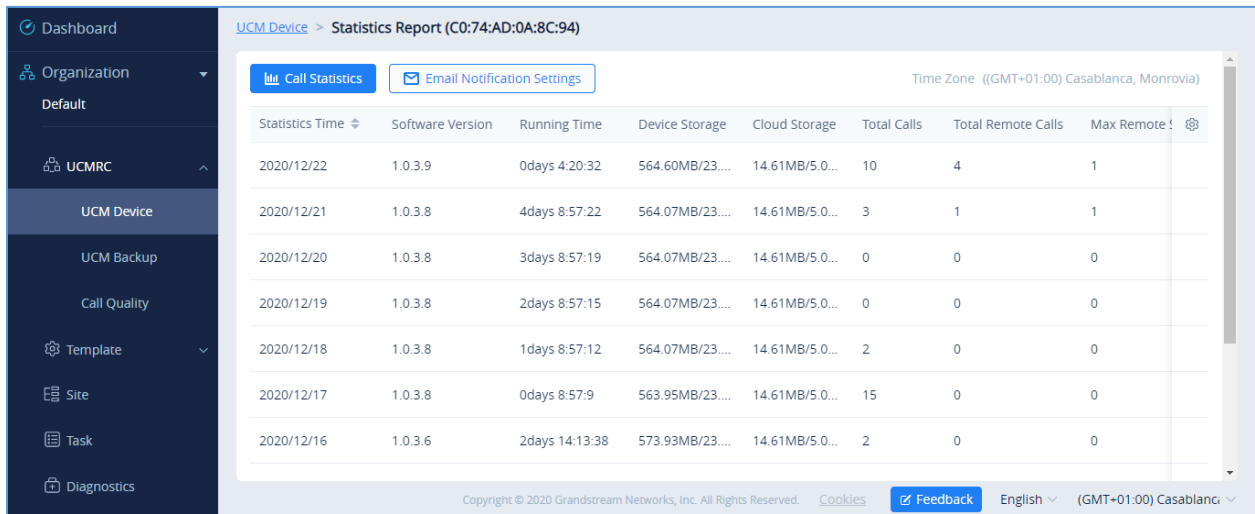 Dashboard
Organization
Default
UCMRC
UCM Device
UCM Backup
Call Quality
Template
Site
Task
Diagnostics
UCM Device > Statistics Report (C0:74:AD:0A:8C:94)
Call Statistics Email Notification Settings Time Zone ((GMT+01:00) Casablanca, Monrovia)
Statistics Time Software Version Running Time Device Storage Cloud Storage Total Calls Total Remote Calls Max Remote
2020/12/22 1.0.3.9 0days 4:20:32 564.60MB/23.... 14.61MB/5.0... 10 4 1
2020/12/21 1.0.3.8 4days 8:57:22 564.07MB/23.... 14.61MB/5.0... 3 1 1
2020/12/20 1.0.3.8 3days 8:57:19 564.07MB/23.... 14.61MB/5.0... 0 0 0
2020/12/19 1.0.3.8 2days 8:57:15 564.07MB/23.... 14.61MB/5.0... 0 0 0
2020/12/18 1.0.3.8 1days 8:57:12 564.07MB/23.... 14.61MB/5.0... 2 0 0
2020/12/17 1.0.3.8 0days 8:57:9 563.95MB/23.... 14.61MB/5.0... 15 0 0
2020/12/16 1.0.3.6 2days 14:13:38 573.93MB/23.... 14.61MB/5.0... 2 0 0
Copyright © 2020 Grandstream Networks, Inc. All Rights Reserved. Cookies Feedback English (GMT+01:00)